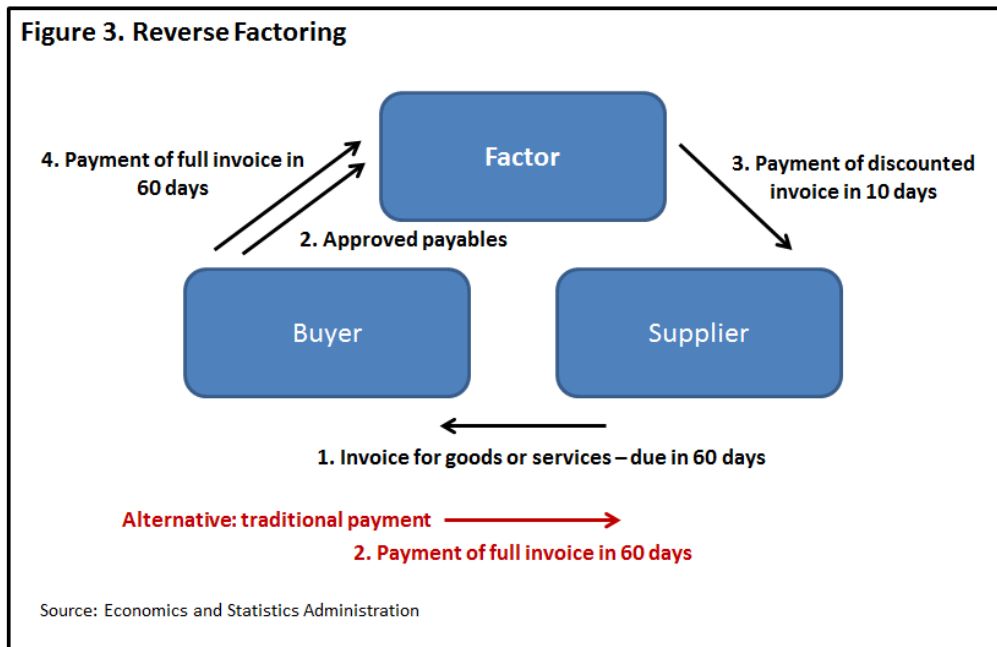 Figure 3. Reverse Factoring
Factor
4. Payment of full invoice in
60 days
3. Payment of discounted
invoice in 10 days
2. Approved payables
Buyer
Supplier
1. Invoice for goods or services – due in 60 days
Alternative: traditional payment
2. Payment of full invoice in 60 days
Source: Economics and Statistics Administration